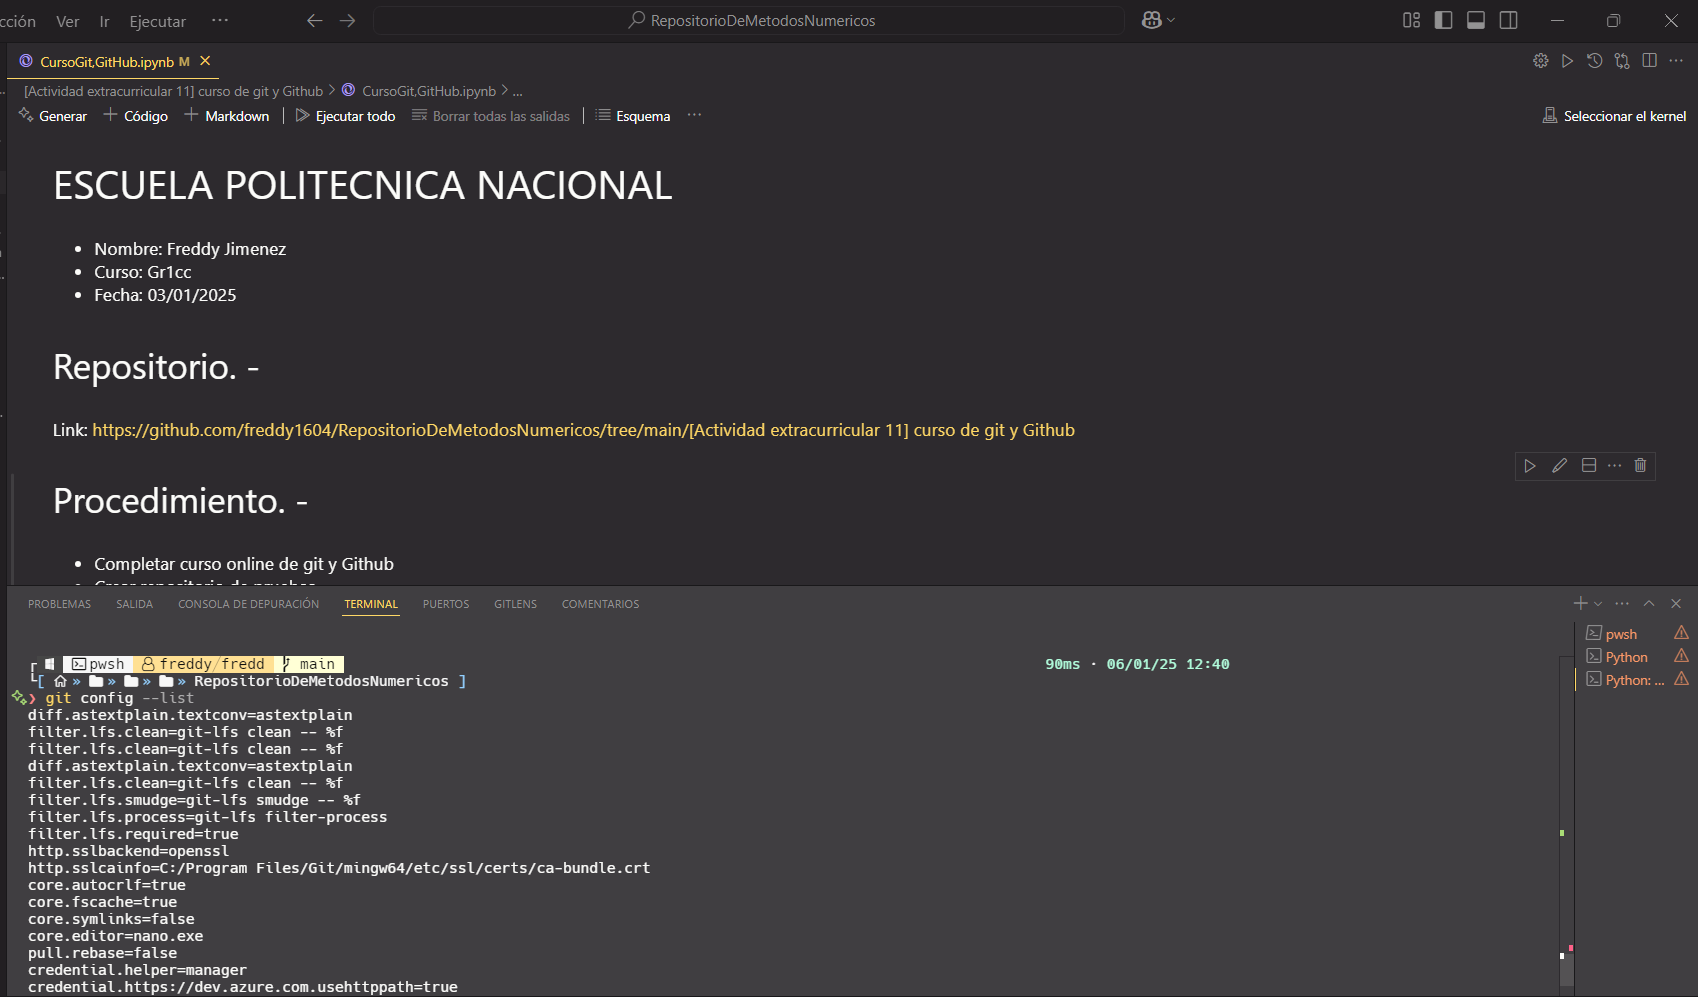 cción Ver Ir Ejecutar ··· RepositorioDeMetodosNumericos
CursoGit,GitHub.ipynb M
[Actividad extracurricular 11] curso de git y Github > CursoGit,GitHub.ipynb > ...
Generar + Código + Markdown | Ejecutar todo Borrar todas las salidas | Esquema ··· Seleccionar el kernel
ESCUELA POLITECNICA NACIONAL
• Nombre: Freddy Jimenez
• Curso: Gr1cc
• Fecha: 03/01/2025
Repositorio. -
Link: https://github.com/freddy1604/RepositorioDeMetodosNumericos/tree/main/[Actividad extracurricular 11] curso de git y Github
Procedimiento. -
• Completar curso online de git y Github
• Crear repositorio de pruebas
PROBLEMAS SALIDA CONSOLA DE DEPURACIÓN TERMINAL PUERTOS GITLENS COMENTARIOS
pwsh
Python
Python: ...
pwsh freddy/fredd main 90ms · 06/01/25 12:40
[ » » » » RepositorioDeMetodosNumericos ]
❯ git config --list
diff.astextplain.textconv=astextplain
filter.lfs.clean=git-lfs clean -- %f
filter.lfs.clean=git-lfs clean -- %f
diff.astextplain.textconv=astextplain
filter.lfs.clean=git-lfs clean -- %f
filter.lfs.smudge=git-lfs smudge -- %f
filter.lfs.process=git-lfs filter-process
filter.lfs.required=true
http.sslbackend=openssl
http.sslcainfo=C:/Program Files/Git/mingw64/etc/ssl/certs/ca-bundle.crt
core.autocrlf=true
core.fscache=true
core.symlinks=false
core.editor=nano.exe
pull.rebase=false
credential.helper=manager
credential.https://dev.azure.com.usehttppath=true